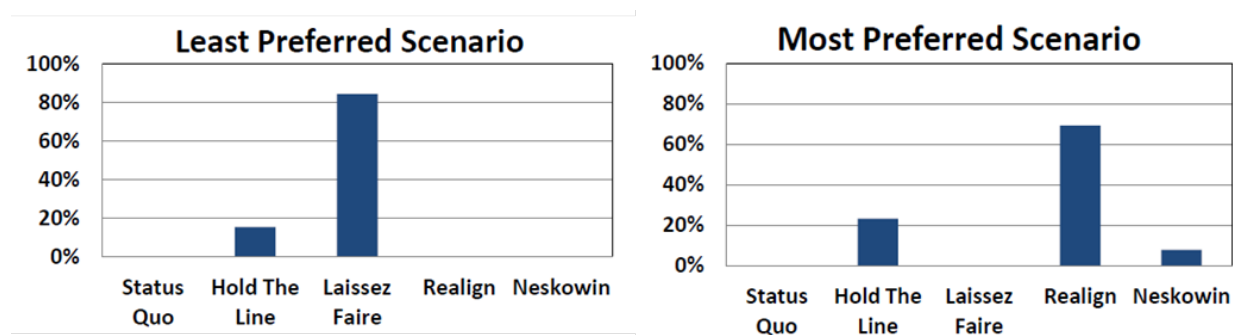 Least Preferred Scenario
100%
80%
60%
40%
20%
0%
Status Quo
Hold The Line
Laissez Faire
Realign
Neskowin
Most Preferred Scenario
100%
80%
60%
40%
20%
0%
Status Quo
Hold The Line
Laissez Faire
Realign
Neskowin